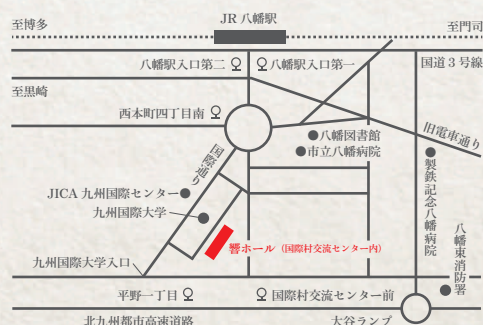 JR 八幡駅
至博多
至門司
八幡駅入口第二
八幡駅入口第一
国道3号線
至黒崎
西本町四丁目南
旧電車通り
八幡図書館
市立八幡病院
国際通り
製鉄記念八幡病院
JICA 九州国際センター
九州国際大学
響ホール（国際村交流センター内）
八幡東消防署
九州国際大学入口
平野一丁目
国際村交流センター前
北九州都市高速道路
大谷ランプ